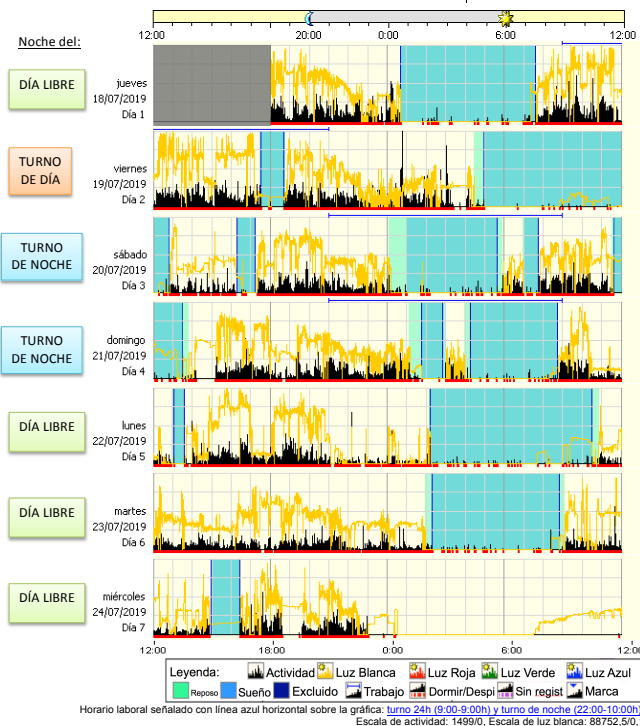 12:00 20:00 0:00 6:00 12:00
Noche del:
DÍA LIBRE
jueves
18/07/2019
Día 1
TURNO
DE DÍA
viernes
19/07/2019
Día 2
TURNO
DE NOCHE
sábado
20/07/2019
Día 3
TURNO
DE NOCHE
domingo
21/07/2019
Día 4
DÍA LIBRE
lunes
22/07/2019
Día 5
DÍA LIBRE
martes
23/07/2019
Día 6
DÍA LIBRE
miércoles
24/07/2019
Día 7
12:00 18:00 0:00 6:00 12:00
Leyenda: Actividad Luz Blanca Luz Roja Luz Verde Luz Azul
Reposo Sueño Excluido Trabajo Dormir/Despi Sin regist Marca
Horario laboral señalado con línea azul horizontal sobre la gráfica: turno 24h (9:00-9:00h) y turno de noche (22:00-10:00h)
Escala de actividad: 1499/0, Escala de luz blanca: 88752,5/0